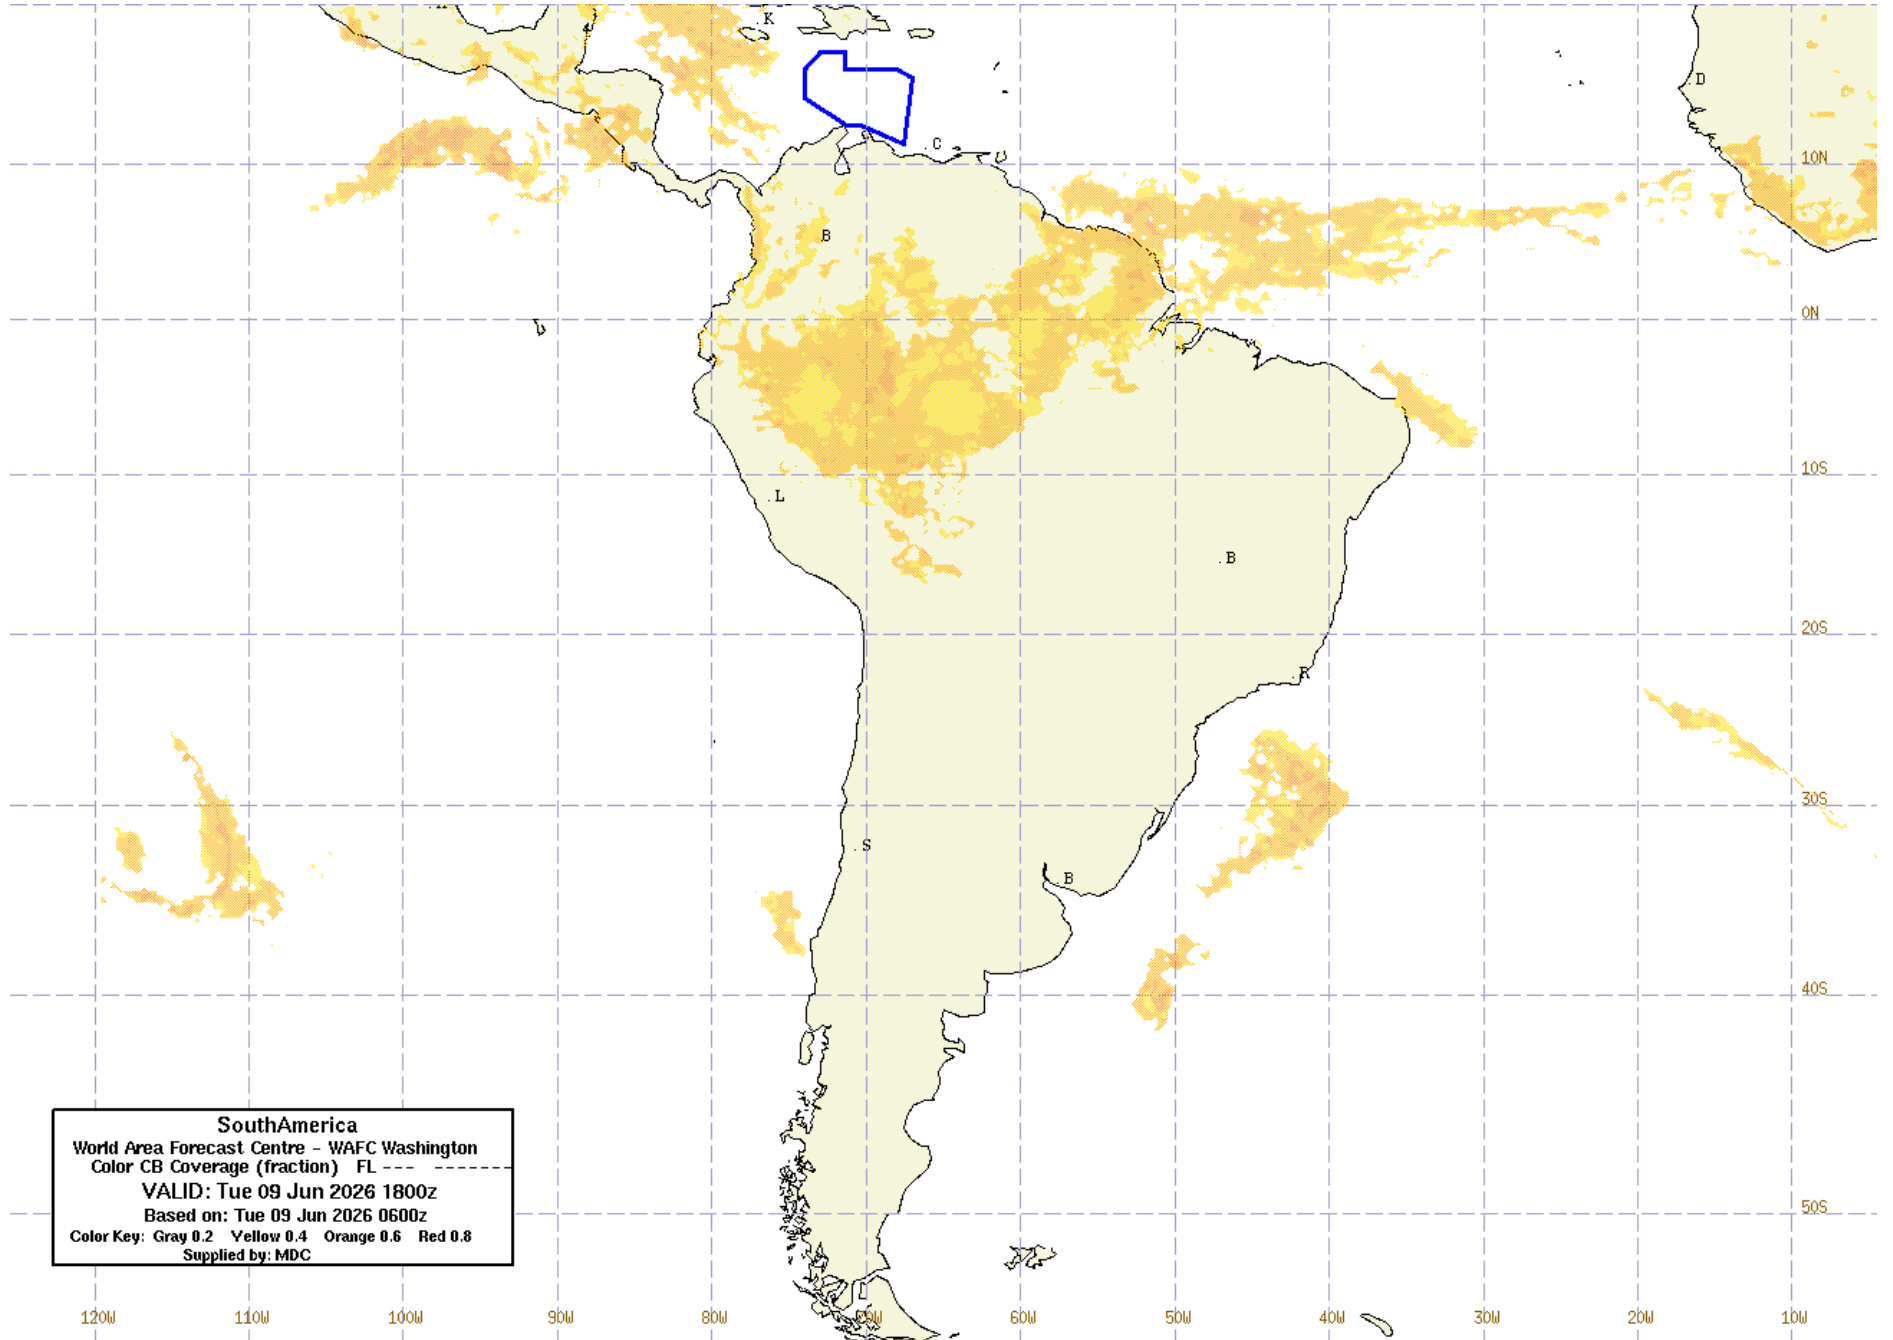 K
D
C
10N
B
0N
10S
L
B
20S
R
30S
S
B
40S
SouthAmerica
World Area Forecast Centre - WAFC Washington
Color CB Coverage (fraction) FL --- -------
VALID: Tue 09 Jun 2026 1800z
Based on: Tue 09 Jun 2026 0600z
Color Key: Gray 0.2 Yellow 0.4 Orange 0.6 Red 0.8
Supplied by: MDC
50S
120W 110W 100W 90W 80W 70W 60W 50W 40W 30W 20W 10W